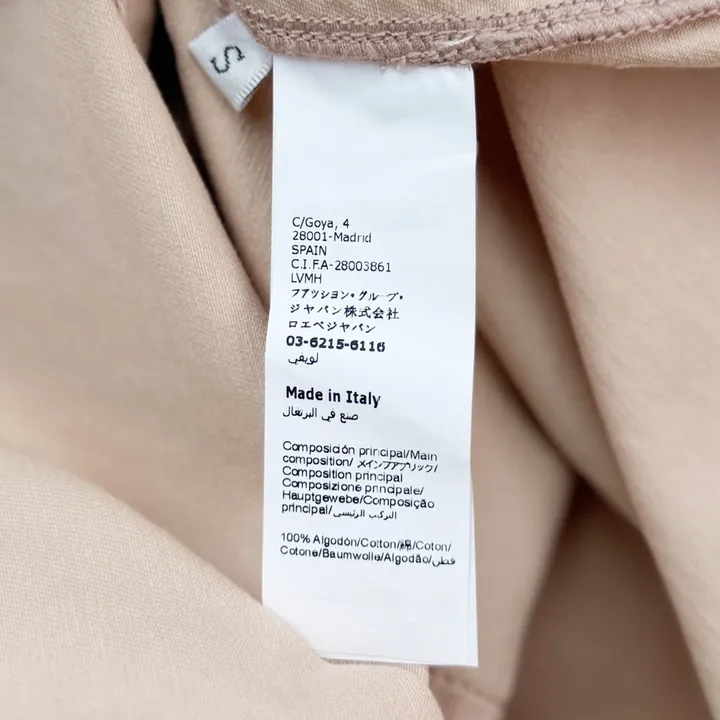 S
C/Goya, 4
28001-Madrid
SPAIN
C.I.F.A-28003861
LVMH
ファッション・グループ・
ジャパン株式会社
ロエベジャパン
03-6215-6116
لويفي
Made in Italy
صنع في البرتغال
Composición principal/Main
composition/メインファブリック/
Composition principal
Composizione principale/
Hauptgewebe/Composição
principal/التركيب الرئيسي
100% Algodón/Cotton/綿/Coton/
Cotone/Baumwolle/Algodão/قطن